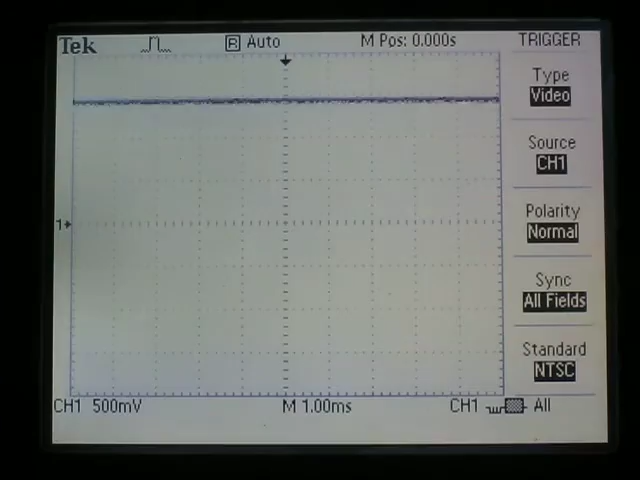 Tek R Auto M Pos: 0.000s TRIGGER
Type
Video
Source
CH1
Polarity
Normal
1
Sync
All Fields
Standard
NTSC
CH1 500mV M 1.00ms CH1 All